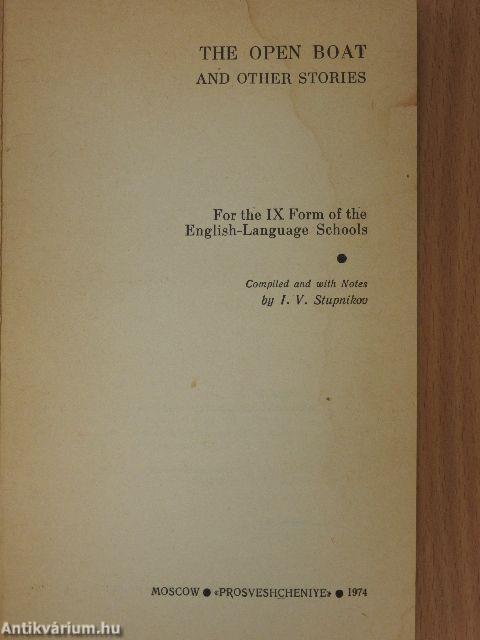 THE OPEN BOAT
AND OTHER STORIES
For the IX Form of the
English-Language Schools
●
Compiled and with Notes
by I. V. Stupnikov
MOSCOW ● «PROSVESHCHENIYE» ● 1974
Antikvárium.hu